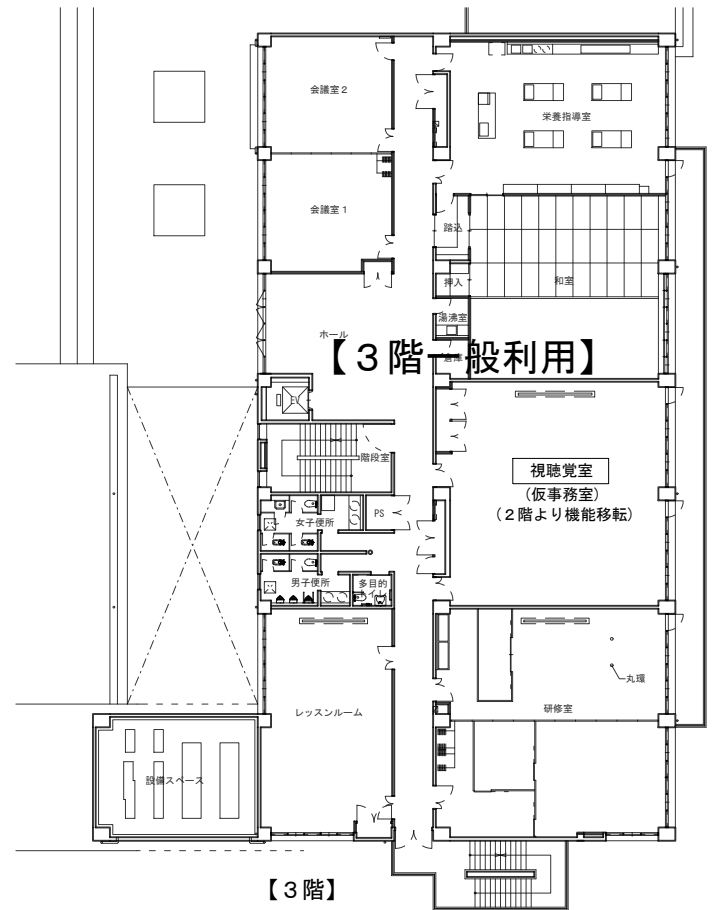 会議室２
栄養指導室
会議室１
踏込
押入
和室
湯沸室
ホール
【３階一般利用】
倉庫
EV
階段室
視聴覚室
(仮事務室)
(２階より機能移転)
PS
女子便所
男子便所
多目的
トイレ
丸環
研修室
レッスンルーム
設備スペース
【３階】